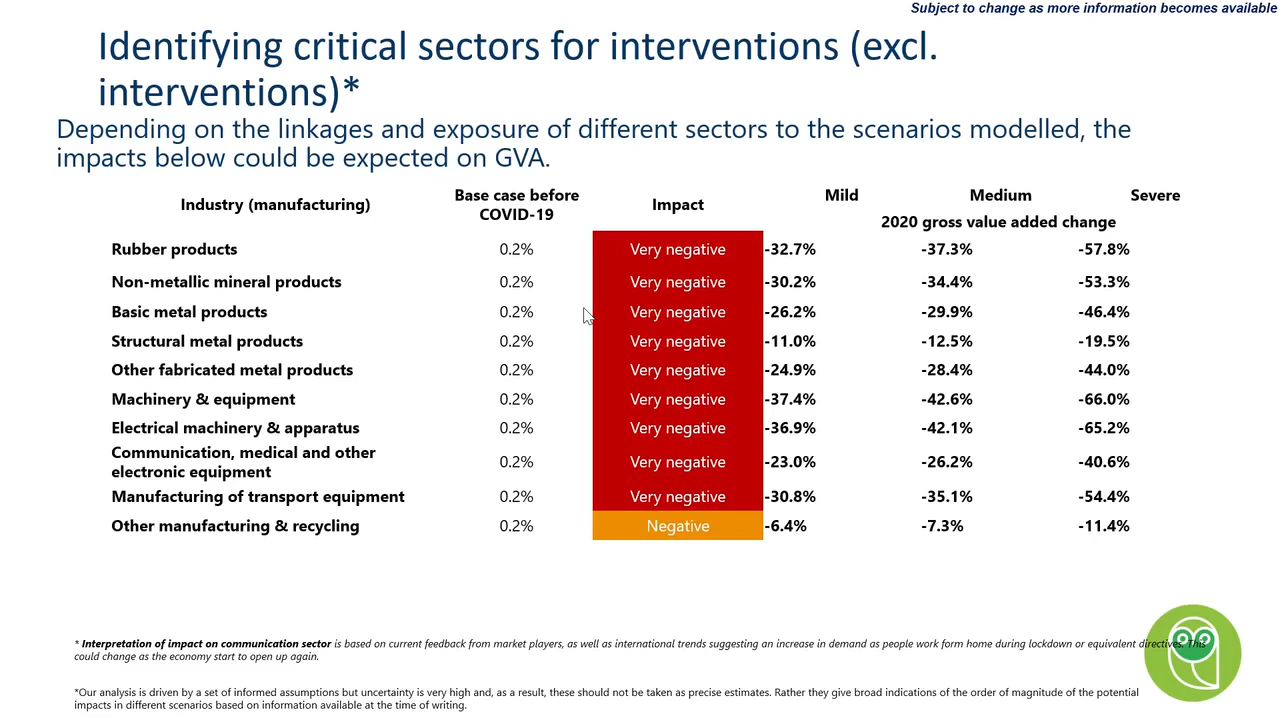 Subject to change as more information becomes available
Identifying critical sectors for interventions (excl.
interventions)*
Depending on the linkages and exposure of different sectors to the scenarios modelled, the
impacts below could be expected on GVA.
Industry (manufacturing) Base case before COVID-19 Impact Mild Medium Severe
2020 gross value added change
Rubber products 0.2% Very negative -32.7% -37.3% -57.8%
Non-metallic mineral products 0.2% Very negative -30.2% -34.4% -53.3%
Basic metal products 0.2% Very negative -26.2% -29.9% -46.4%
Structural metal products 0.2% Very negative -11.0% -12.5% -19.5%
Other fabricated metal products 0.2% Very negative -24.9% -28.4% -44.0%
Machinery & equipment 0.2% Very negative -37.4% -42.6% -66.0%
Electrical machinery & apparatus 0.2% Very negative -36.9% -42.1% -65.2%
Communication, medical and other
electronic equipment 0.2% Very negative -23.0% -26.2% -40.6%
Manufacturing of transport equipment 0.2% Very negative -30.8% -35.1% -54.4%
Other manufacturing & recycling 0.2% Negative -6.4% -7.3% -11.4%
* Interpretation of impact on communication sector is based on current feedback from market players, as well as international trends suggesting an increase in demand as people work form home during lockdown or equivalent directives. This
could change as the economy start to open up again.
*Our analysis is driven by a set of informed assumptions but uncertainty is very high and, as a result, these should not be taken as precise estimates. Rather they give broad indications of the order of magnitude of the potential
impacts in different scenarios based on information available at the time of writing.